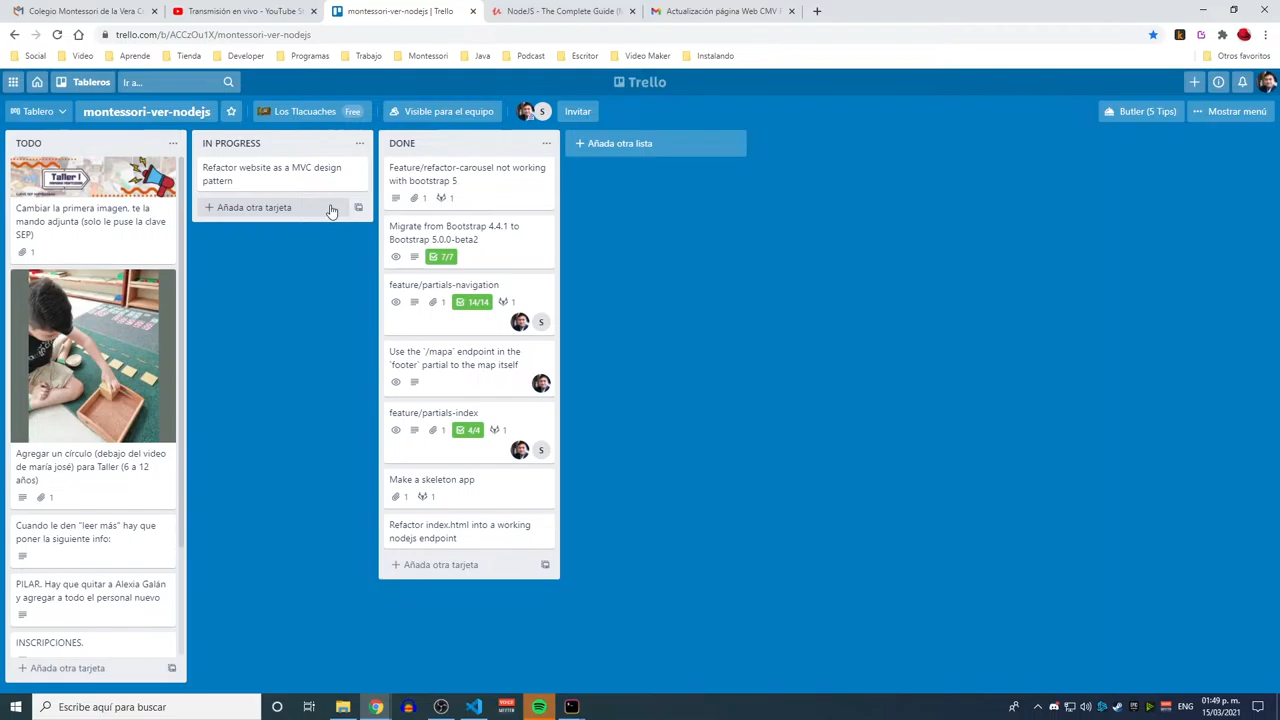 Colegio Montessori de la Vera C
Transmisión en vivo - YouTube S
montessori-ver-nodejs | Trello
NodeJS - The Complete Guide (
Actualización página Web CMV
trello.com/b/ACCzOu1X/montessori-ver-nodejs
Social
Video
Aprende
Tienda
Developer
Programas
Trabajo
Montessori
Java
Podcast
Escritor
Video Maker
Instalando
Otros favoritos
Tableros
Ir a...
Trello
Tablero
montessori-ver-nodejs
Los Tlacuaches
Free
Visible para el equipo
S
Invitar
Butler (5 Tips)
Mostrar menú
TODO
Taller I
Cambiar la primera imagen, te la
mando adjunta (solo le puse la clave
SEP)
1
Agregar un círculo (debajo del video
de maría josé) para Taller (6 a 12
años)
1
Cuando le den "leer más" hay que
poner la siguiente info:
PILAR. Hay que quitar a Alexia Galán
y agregar a todo el personal nuevo
INSCRIPCIONES.
+ Añada otra tarjeta
IN PROGRESS
Refactor website as a MVC design
pattern
+ Añada otra tarjeta
DONE
Feature/refactor-carousel not working
with bootstrap 5
1 1
Migrate from Bootstrap 4.4.1 to
Bootstrap 5.0.0-beta2
7/7
feature/partials-navigation
1 14/14 1
S
Use the `/mapa` endpoint in the
`footer` partial to the map itself
feature/partials-index
1 4/4 1
S
Make a skeleton app
1 1
Refactor index.html into a working
nodejs endpoint
+ Añada otra tarjeta
+ Añada otra lista
Escribe aquí para buscar
ENG
01:49 p. m.
15/03/2021